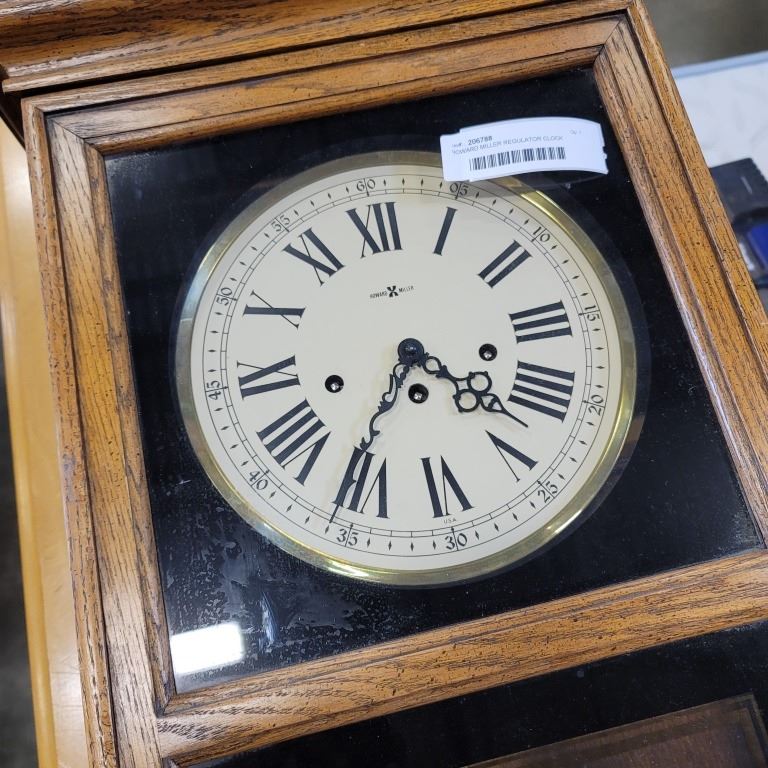 206788
HOWARD MILLER REGULATOR CLOCK
60
05
10
15
20
25
30
35
40
45
50
55
XII
I
II
III
IIII
V
VI
VII
VIII
IX
X
XI
HOWARD MILLER
U.S.A.